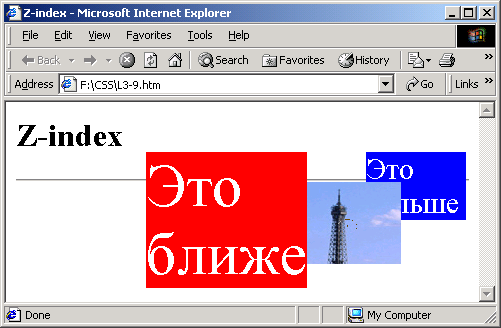 Z-index - Microsoft Internet Explorer
File Edit View Favorites Tools Help
Back Search Favorites History
Address F:\CSS\L3-9.htm Go Links »
Z-index
Это
ближе
Это
льше
Done My Computer